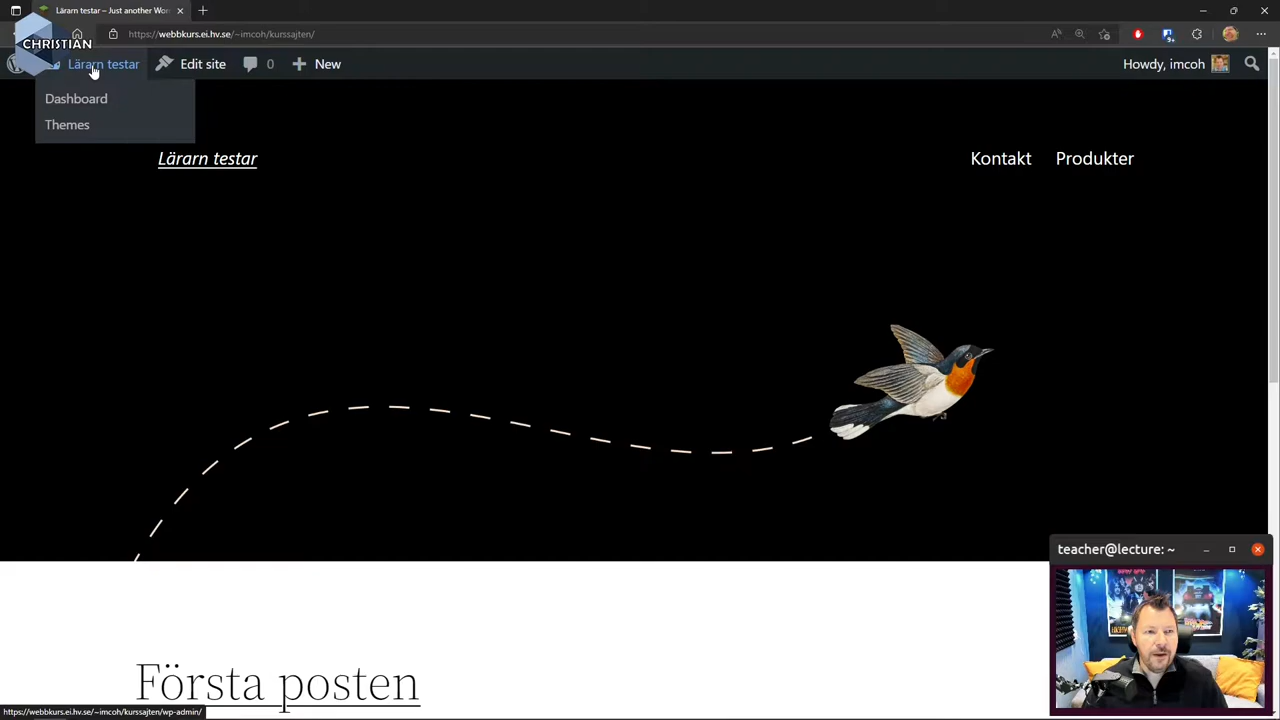 Lärarn testar – Just another Wor
https://webbkurs.ei.hv.se/~imcoh/kurssajten/
CHRISTIAN
Lärarn testar
Edit site
0
New
Howdy, imcoh
Dashboard
Themes
Lärarn testar
Kontakt
Produkter
teacher@lecture: ~
Första posten
https://webbkurs.ei.hv.se/~imcoh/kurssajten/wp-admin/